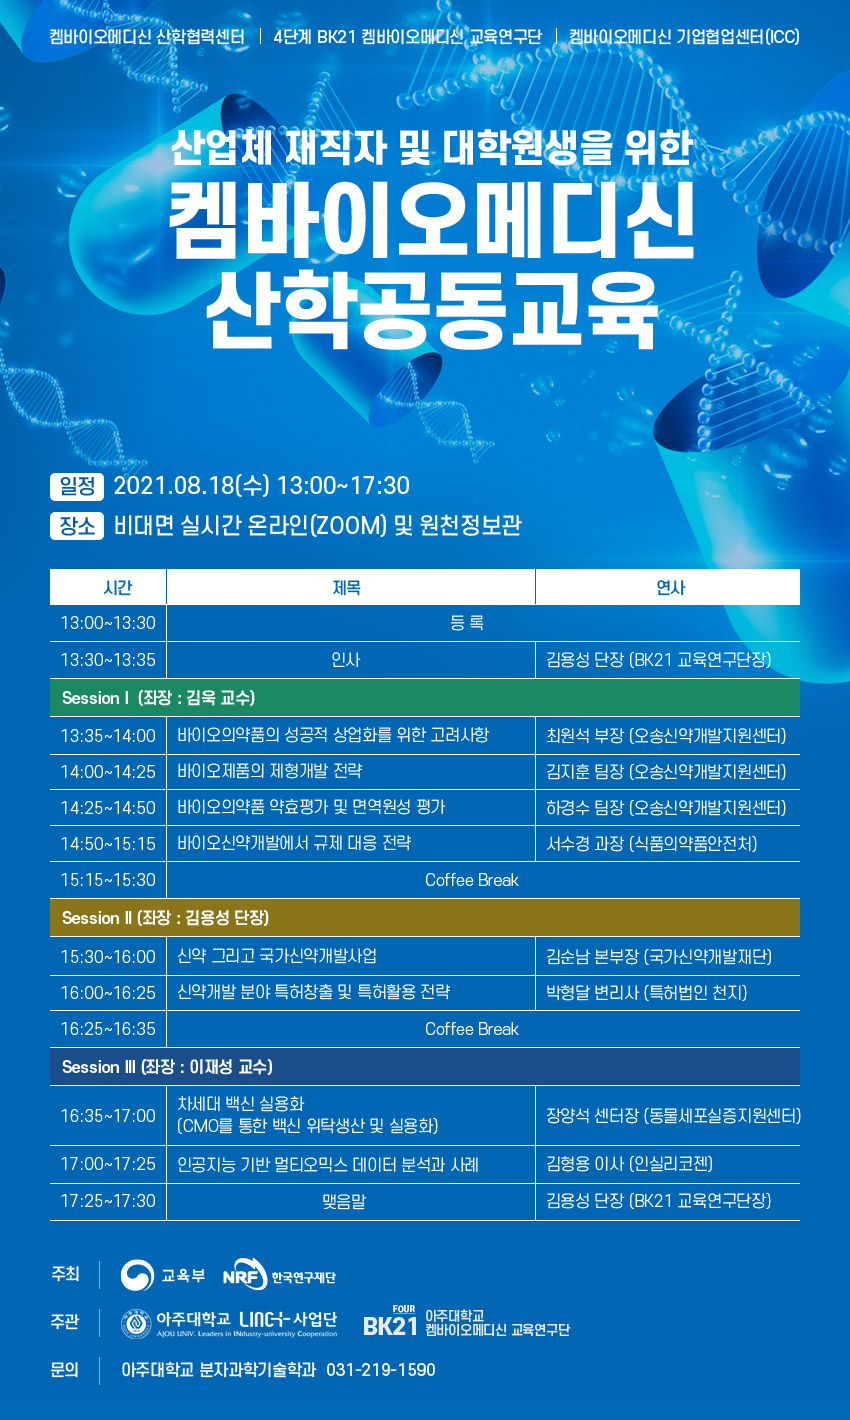 켐바이오메디신 산학협력센터 | 4단계 BK21 켐바이오메디신 교육연구단 | 켐바이오메디신 기업협업센터(ICC)
산업체 재직자 및 대학원생을 위한
켐바이오메디신
산학공동교육
일정 2021.08.18(수) 13:00~17:30
장소 비대면 실시간 온라인(ZOOM) 및 원천정보관
시간 제목 연사
13:00~13:30 등 록
13:30~13:35 인사 김용성 단장 (BK21 교육연구단장)
Session I (좌장 : 김욱 교수)
13:35~14:00 바이오의약품의 성공적 상업화를 위한 고려사항 최원석 부장 (오송신약개발지원센터)
14:00~14:25 바이오제품의 제형개발 전략 김지훈 팀장 (오송신약개발지원센터)
14:25~14:50 바이오의약품 약효평가 및 면역원성 평가 하경수 팀장 (오송신약개발지원센터)
14:50~15:15 바이오신약개발에서 규제 대응 전략 서수경 과장 (식품의약품안전처)
15:15~15:30 Coffee Break
Session II (좌장 : 김용성 단장)
15:30~16:00 신약 그리고 국가신약개발사업 김순남 본부장 (국가신약개발재단)
16:00~16:25 신약개발 분야 특허창출 및 특허활용 전략 박형달 변리사 (특허법인 천지)
16:25~16:35 Coffee Break
Session III (좌장 : 이재성 교수)
16:35~17:00 차세대 백신 실용화
(CMO를 통한 백신 위탁생산 및 실용화) 장양석 센터장 (동물세포실증지원센터)
17:00~17:25 인공지능 기반 멀티오믹스 데이터 분석과 사례 김형용 이사 (인실리코젠)
17:25~17:30 맺음말 김용성 단장 (BK21 교육연구단장)
주최 교육부 NRF 한국연구재단
주관 아주대학교 LINC+사업단
AJOU UNIV. Leaders in INdustry-university Cooperation
FOUR
BK21 아주대학교
켐바이오메디신 교육연구단
문의 아주대학교 분자과학기술학과 031-219-1590